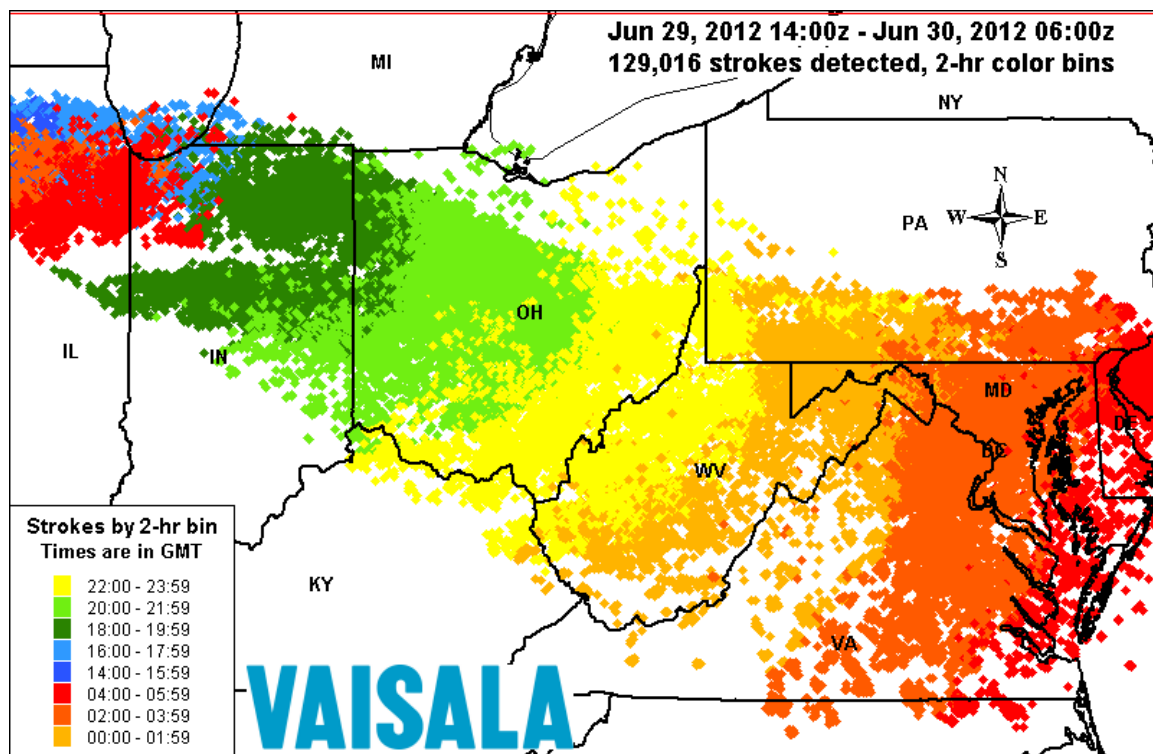 Jun 29, 2012 14:00z - Jun 30, 2012 06:00z
129,016 strokes detected, 2-hr color bins
MI
NY
PA
N
W E
S
OH
IL
IN
MD
DE
DC
WV
KY
VA
Strokes by 2-hr bin
Times are in GMT
22:00 - 23:59
20:00 - 21:59
18:00 - 19:59
16:00 - 17:59
14:00 - 15:59
04:00 - 05:59
02:00 - 03:59
00:00 - 01:59
VAISALA